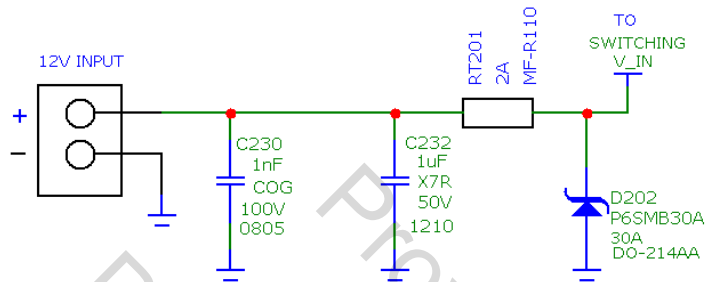 12V INPUT
+
−
C230
1nF
COG
100V
0805
C232
1uF
X7R
50V
1210
RT201
2A
MF-R110
TO
SWITCHING
V_IN
D202
P6SMB30A
30A
DO-214AA